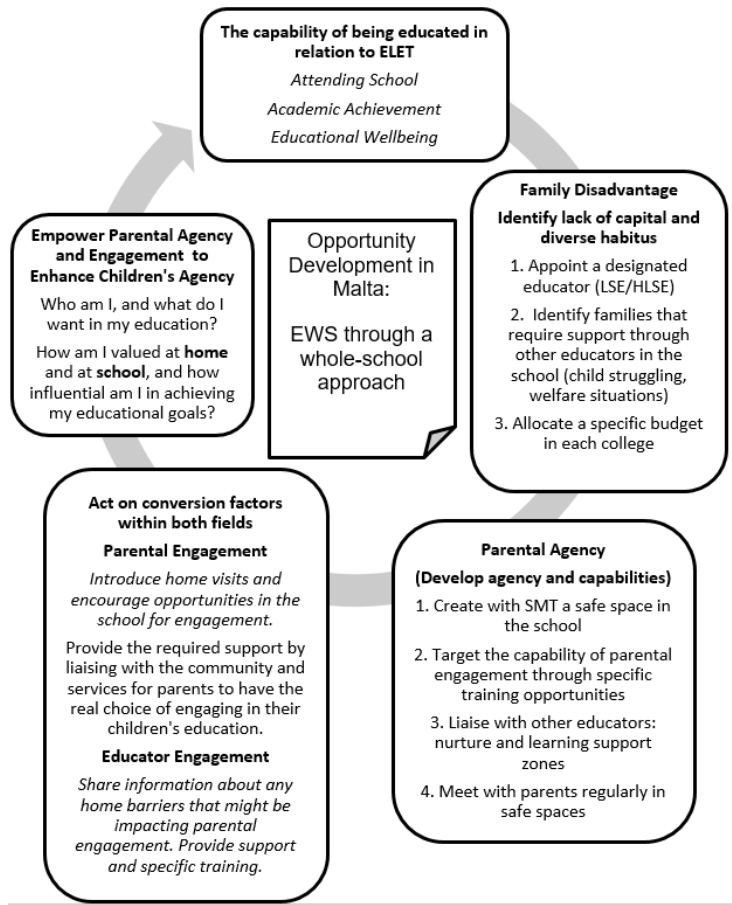 The capability of being educated in
relation to ELET
Attending School
Academic Achievement
Educational Wellbeing
Family Disadvantage
Identify lack of capital and
diverse habitus
1. Appoint a designated
educator (LSE/HLSE)
2. Identify families that
require support through
other educators in the
school (child struggling,
welfare situations)
3. Allocate a specific budget
in each college
Parental Agency
(Develop agency and capabilities)
1. Create with SMT a safe space in
the school
2. Target the capability of parental
engagement through specific
training opportunities
3. Liaise with other educators:
nurture and learning support
zones
4. Meet with parents regularly in
safe spaces
Act on conversion factors
within both fields
Parental Engagement
Introduce home visits and
encourage opportunities in the
school for engagement.
Provide the required support by
liaising with the community and
services for parents to have the
real choice of engaging in their
children's education.
Educator Engagement
Share information about any
home barriers that might be
impacting parental
engagement. Provide support
and specific training.
Empower Parental Agency
and Engagement to
Enhance Children's Agency
Who am I, and what do I
want in my education?
How am I valued at home
and at school, and how
influential am I in achieving
my educational goals?
Opportunity
Development in
Malta:
EWS through a
whole-school
approach